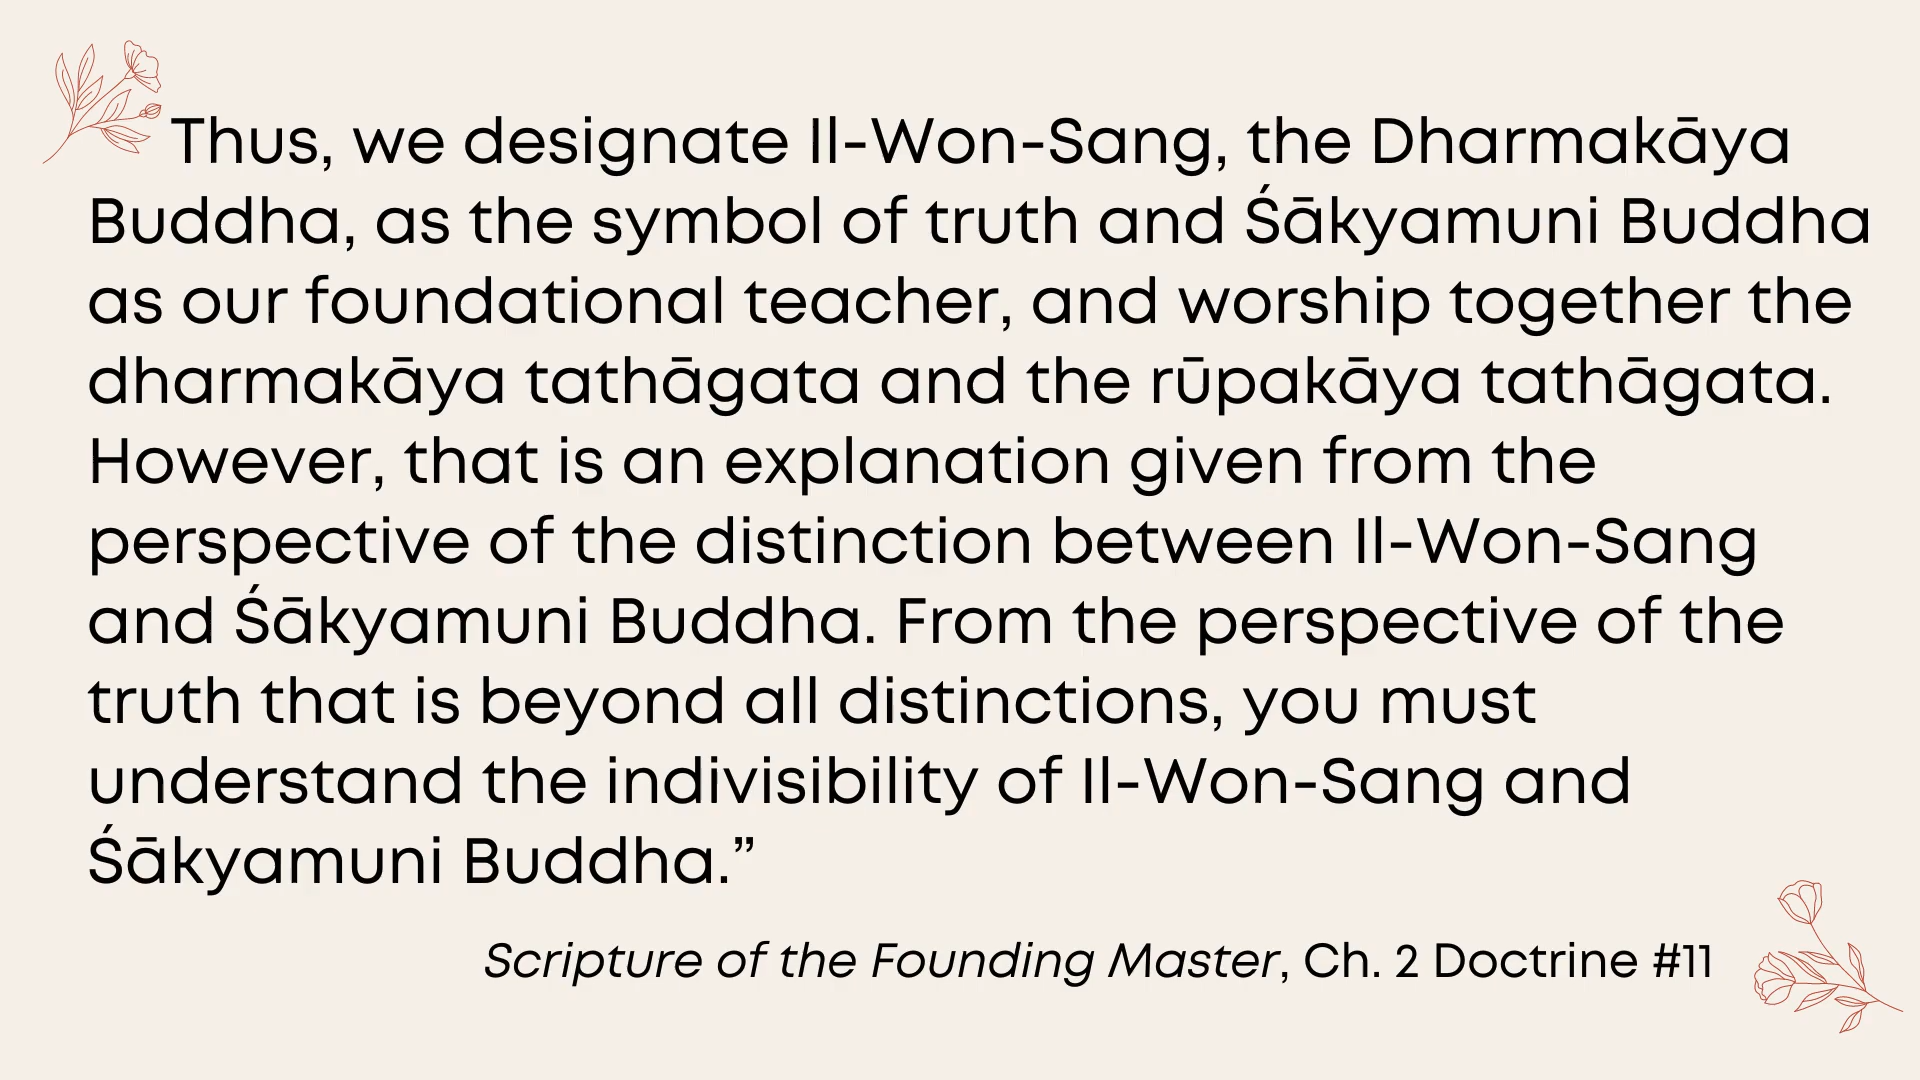 Thus, we designate Il-Won-Sang, the Dharmakāya
Buddha, as the symbol of truth and Śākyamuni Buddha
as our foundational teacher, and worship together the
dharmakāya tathāgata and the rūpakāya tathāgata.
However, that is an explanation given from the
perspective of the distinction between Il-Won-Sang
and Śākyamuni Buddha. From the perspective of the
truth that is beyond all distinctions, you must
understand the indivisibility of Il-Won-Sang and
Śākyamuni Buddha.”
Scripture of the Founding Master, Ch. 2 Doctrine #11